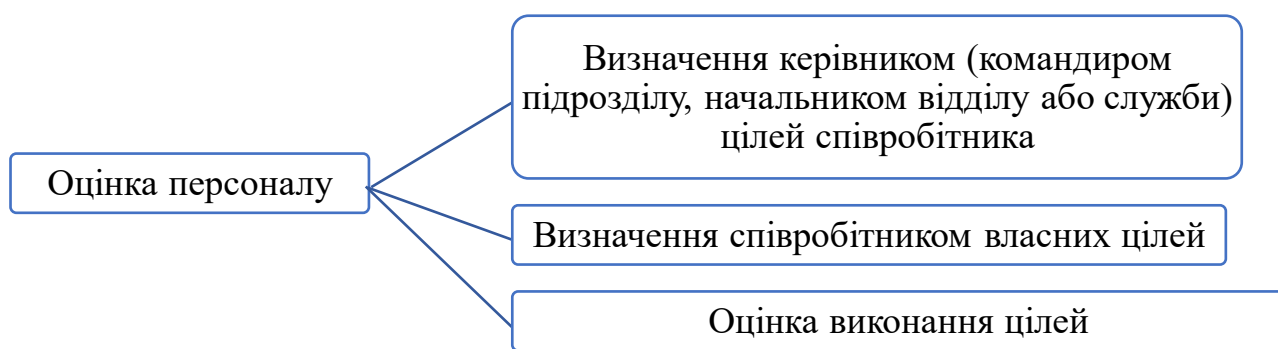 Визначення керівником (командиром
підрозділу, начальником відділу або служби)
цілей співробітника
Оцінка персоналу
Визначення співробітником власних цілей
Оцінка виконання цілей